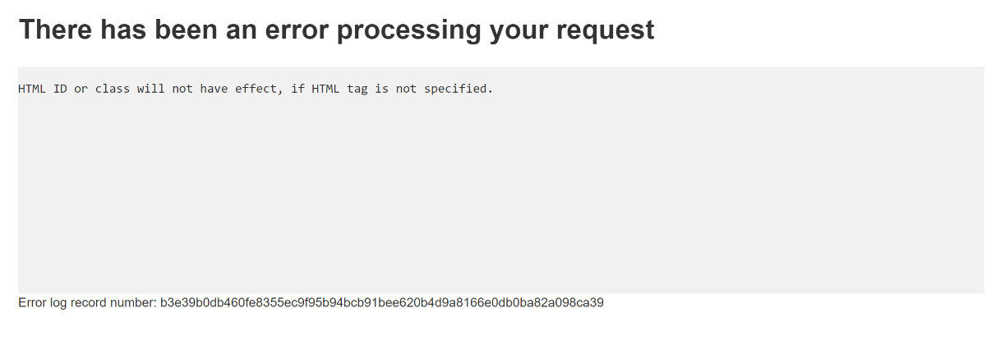 There has been an error processing your request
HTML ID or class will not have effect, if HTML tag is not specified.
Error log record number: b3e39b0db460fe8355ec9f95b94bcb91bee620b4d9a8166e0db0ba82a098ca39